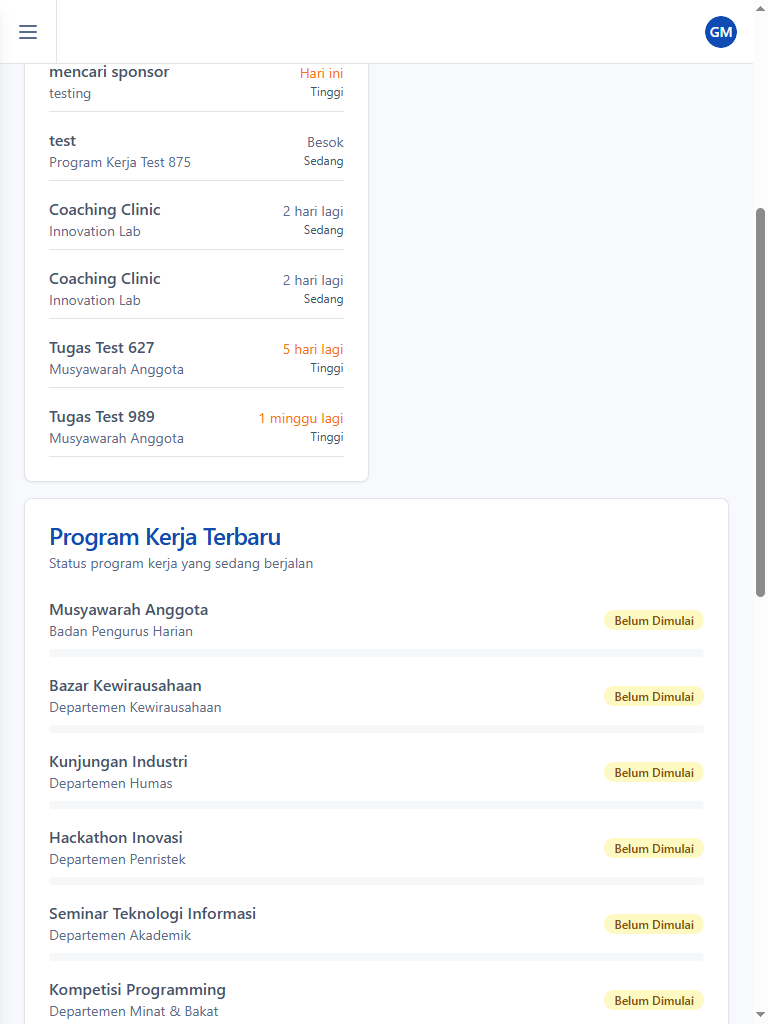 GM
mencari sponsor
Hari ini
testing
Tinggi
test
Besok
Program Kerja Test 875
Sedang
Coaching Clinic
2 hari lagi
Innovation Lab
Sedang
Coaching Clinic
2 hari lagi
Innovation Lab
Sedang
Tugas Test 627
5 hari lagi
Musyawarah Anggota
Tinggi
Tugas Test 989
1 minggu lagi
Musyawarah Anggota
Tinggi
Program Kerja Terbaru
Status program kerja yang sedang berjalan
Musyawarah Anggota
Badan Pengurus Harian
Belum Dimulai
Bazar Kewirausahaan
Departemen Kewirausahaan
Belum Dimulai
Kunjungan Industri
Departemen Humas
Belum Dimulai
Hackathon Inovasi
Departemen Penristek
Belum Dimulai
Seminar Teknologi Informasi
Departemen Akademik
Belum Dimulai
Kompetisi Programming
Departemen Minat & Bakat
Belum Dimulai